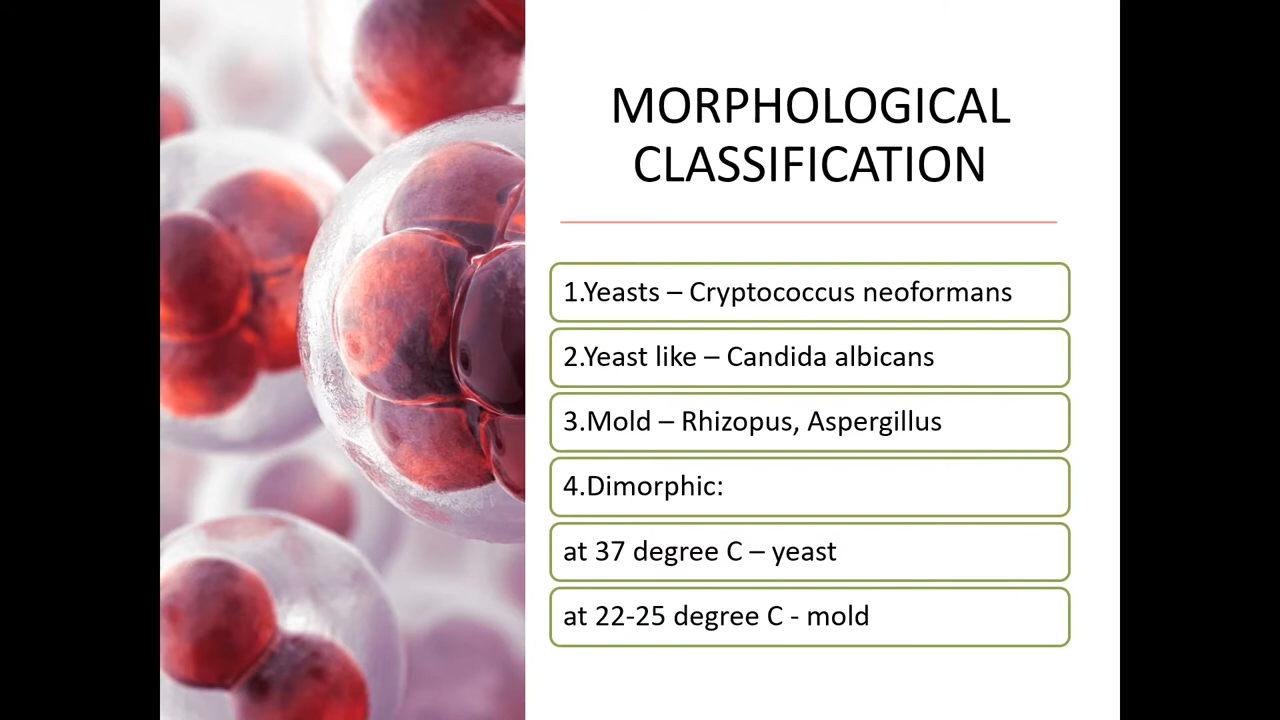 MORPHOLOGICAL
CLASSIFICATION
1.Yeasts – Cryptococcus neoformans
2.Yeast like – Candida albicans
3.Mold – Rhizopus, Aspergillus
4.Dimorphic:
at 37 degree C – yeast
at 22-25 degree C - mold